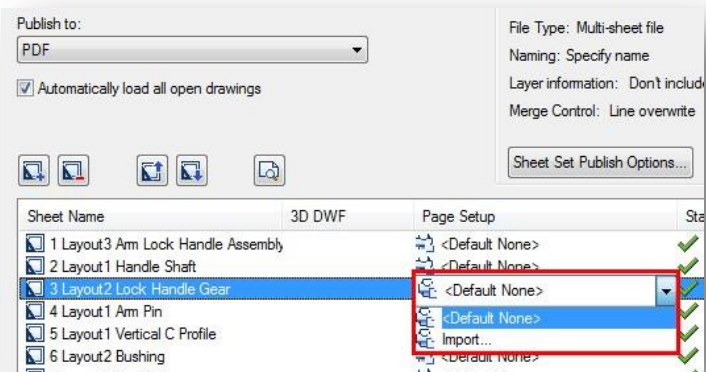 Publish to:
PDF
Automatically load all open drawings
File Type: Multi-sheet file
Naming: Specify name
Layer information: Don't include
Merge Control: Line overwrite
Sheet Set Publish Options...
Sheet Name 3D DWF Page Setup Sta
1 Layout3 Arm Lock Handle Assembly <Default None>
2 Layout1 Handle Shaft <Default None>
3 Layout2 Lock Handle Gear <Default None>
4 Layout1 Arm Pin <Default None>
5 Layout1 Vertical C Profile Import...
6 Layout2 Bushing <Default None>